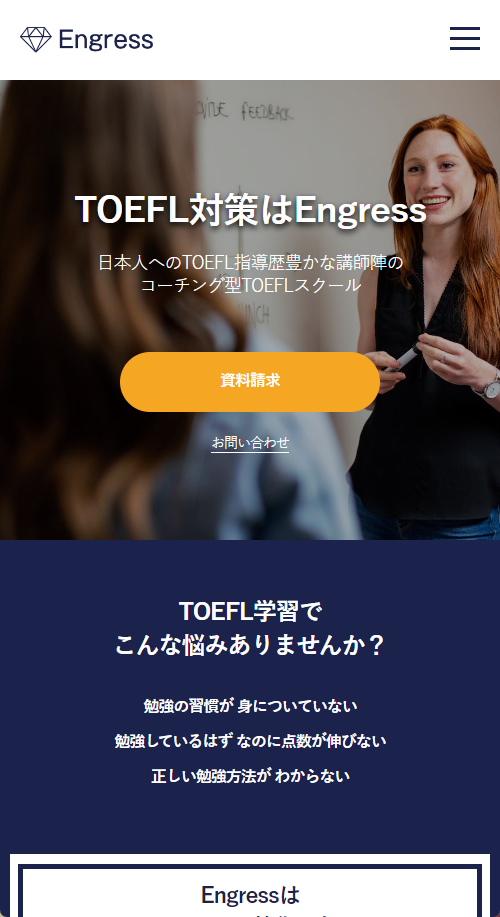 Engress
FEEDBACK
TOEFL対策はEngress
日本人へのTOEFL指導歴豊かな講師陣の
コーチング型TOEFLスクール
資料請求
お問い合わせ
TOEFL学習で
こんな悩みありませんか？
勉強の習慣が 身についていない
勉強しているはず なのに点数が伸びない
正しい勉強方法が わからない
Engressは